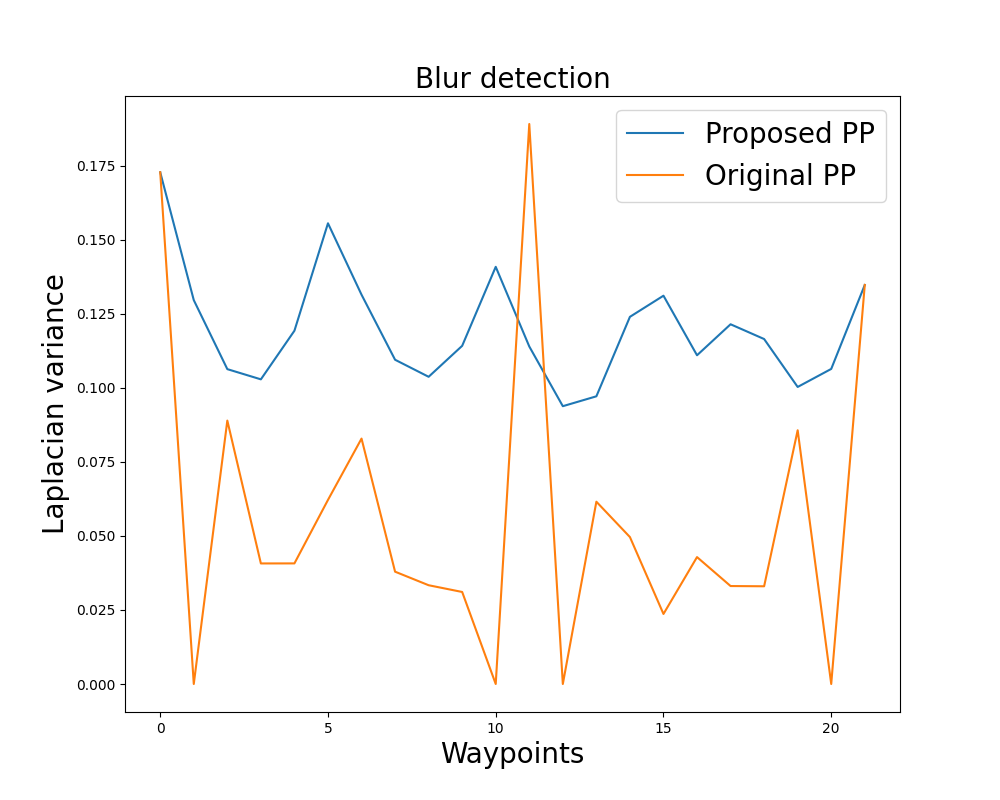 Blur detection
Proposed PP
Original PP
0.175
0.150
0.125
0.100
0.075
0.050
0.025
0.000
Laplacian variance
0 5 10 15 20
Waypoints